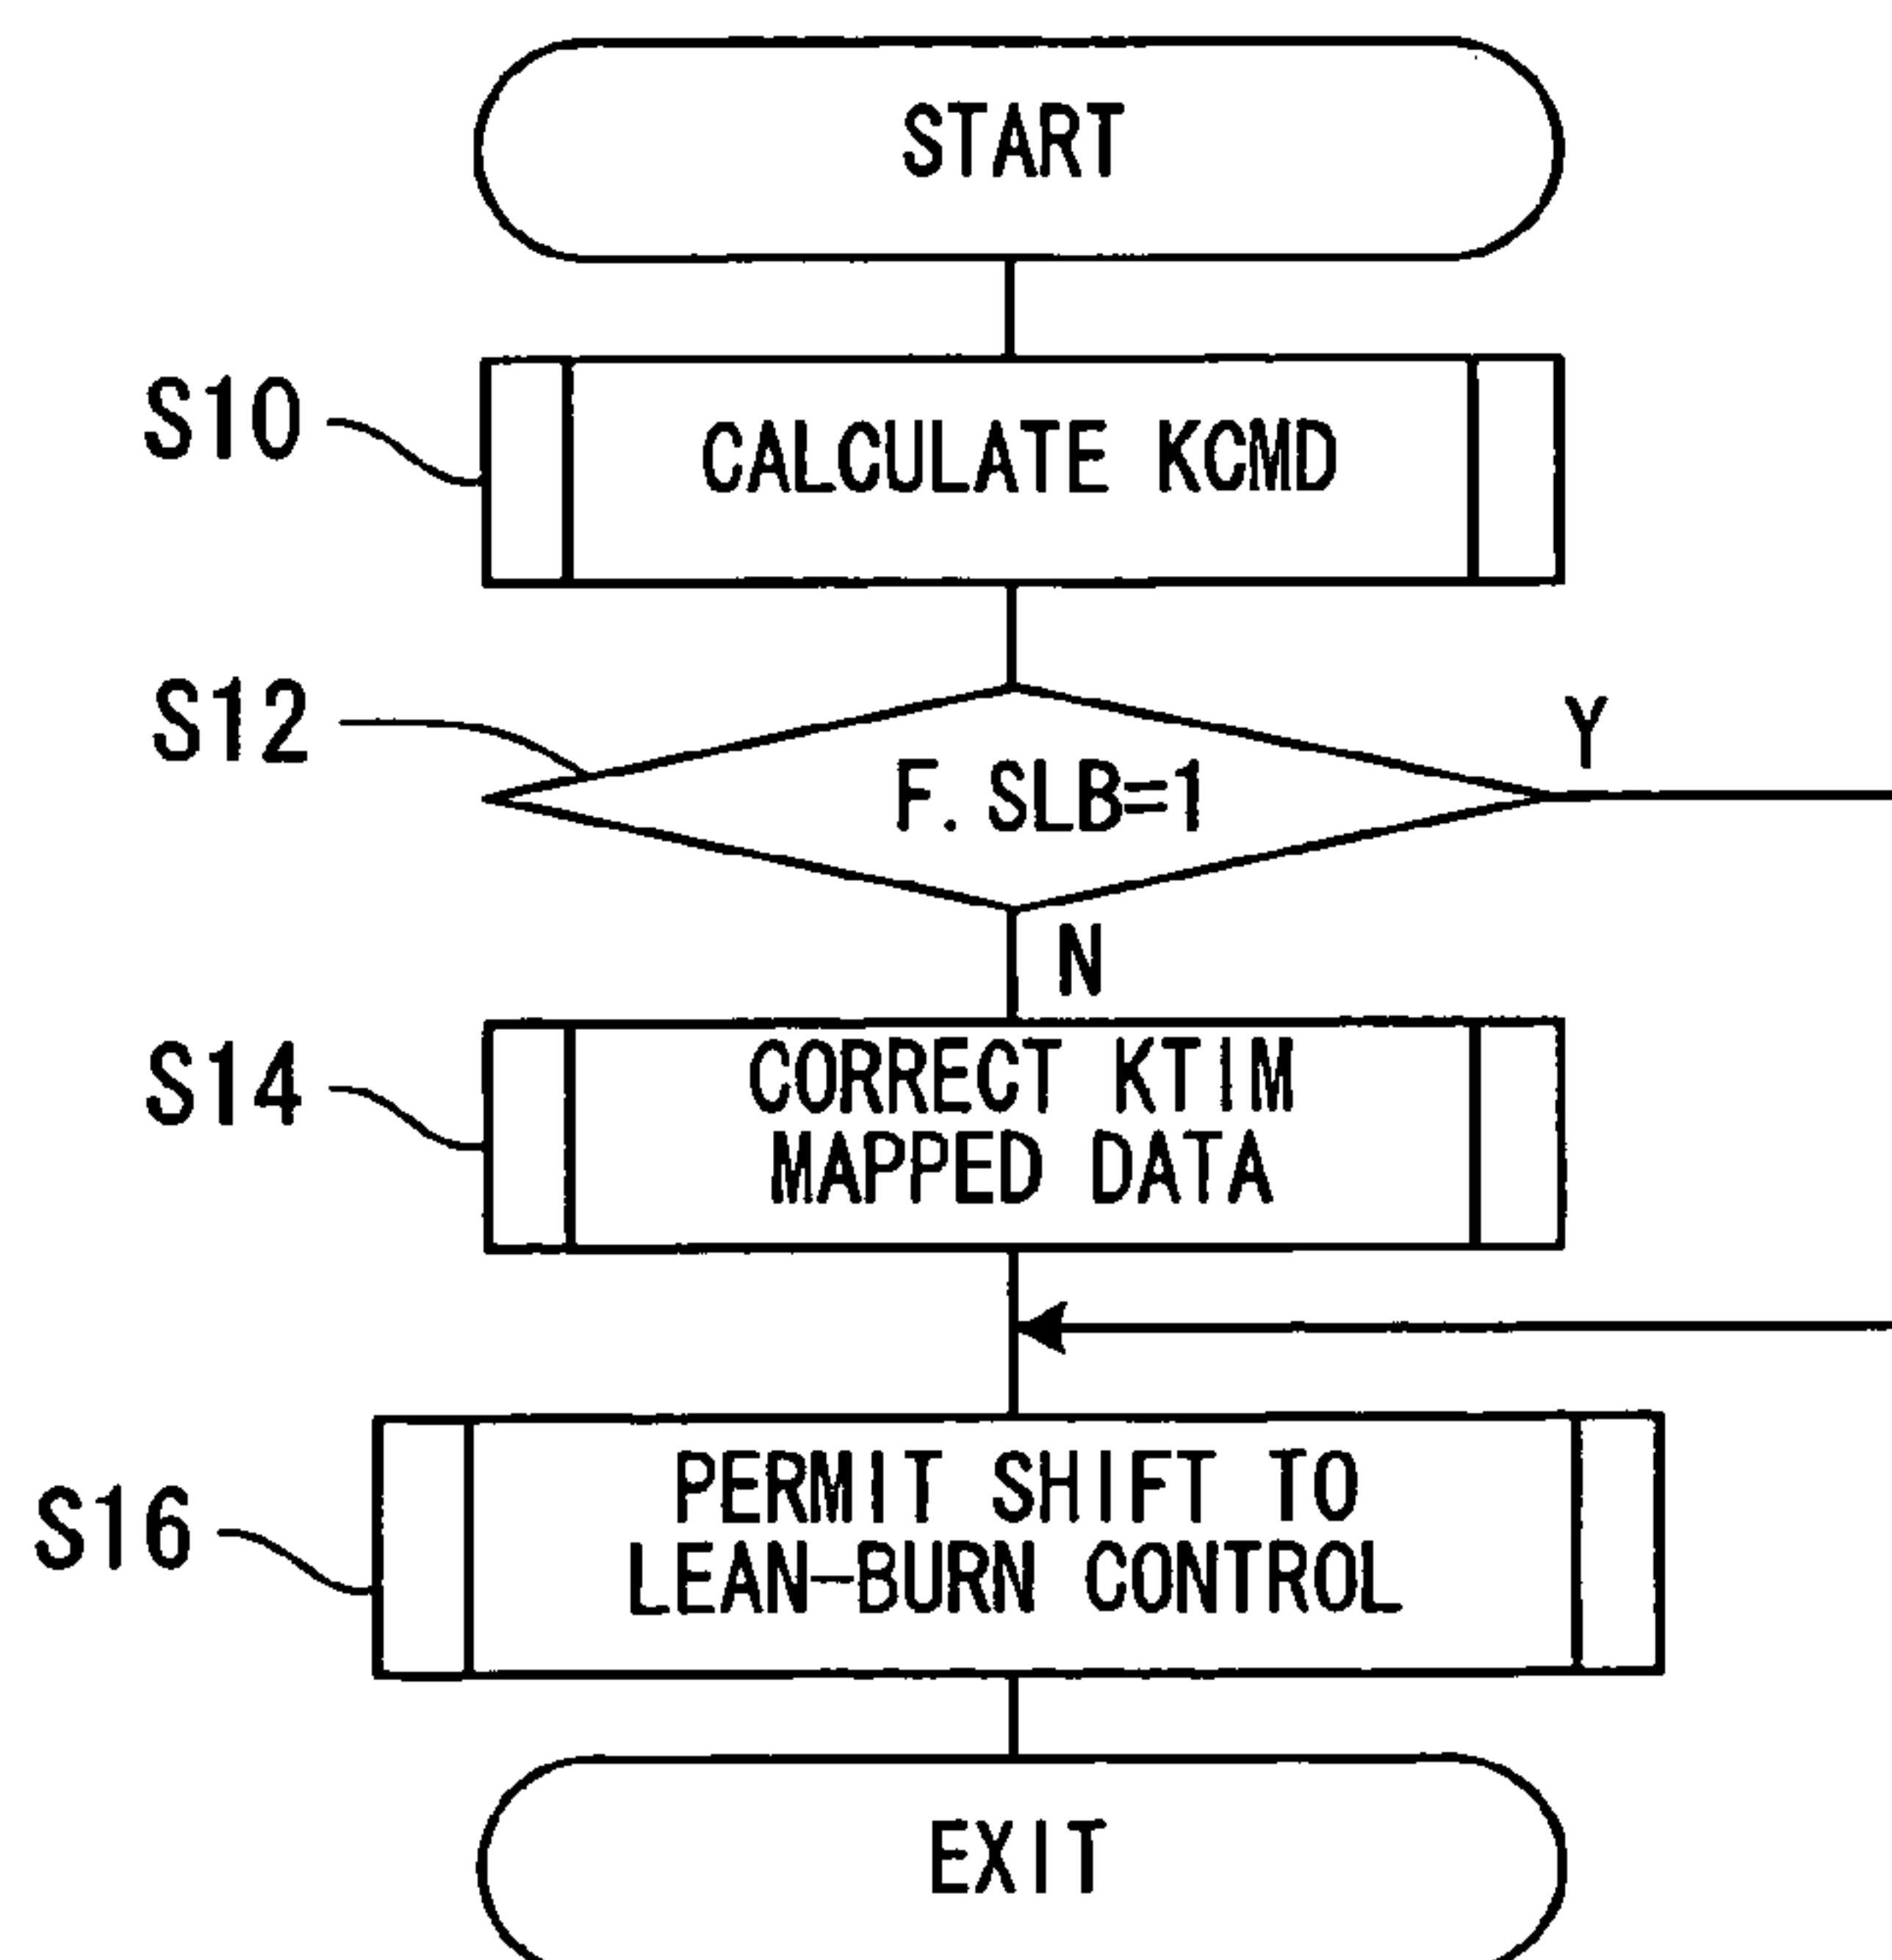 START
S10
CALCULATE KCMD
S12
F. SLB=1
Y
N
S14
CORRECT KTIM
MAPPED DATA
S16
PERMIT SHIFT TO
LEAN-BURN CONTROL
EXIT